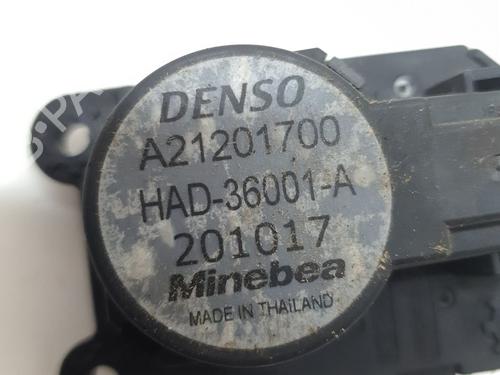 DENSO
A21201700
HAD-36001-A
201017
Minebea
MADE IN THAILAND